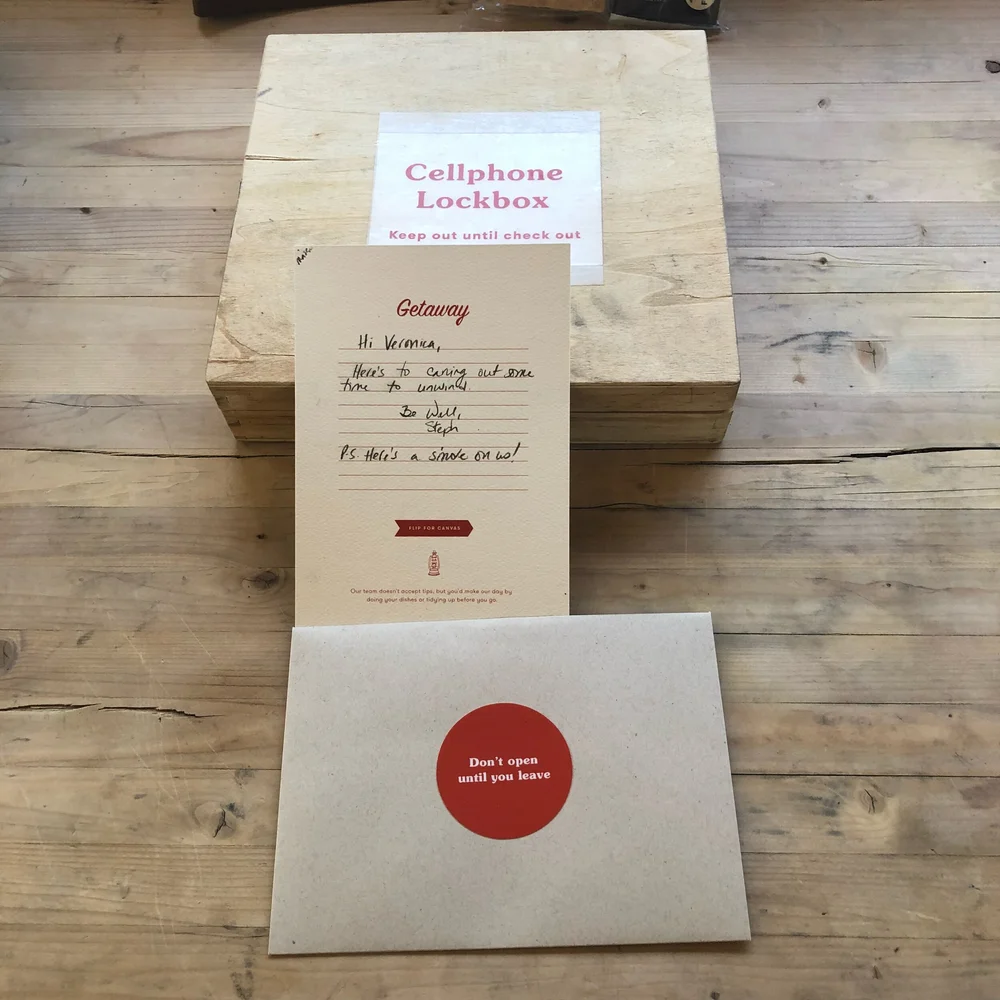 Cellphone
Lockbox
Keep out until check out
Getaway
Hi Veronica,
Here's to carving out some
time to unwind.
Be Well,
Steph
P.S. Here's a smore on us!
FLIP FOR CANVAS
Our team doesn't accept tips, but you'd make our day by
doing your dishes or tidying up before you go.
Don't open
until you leave